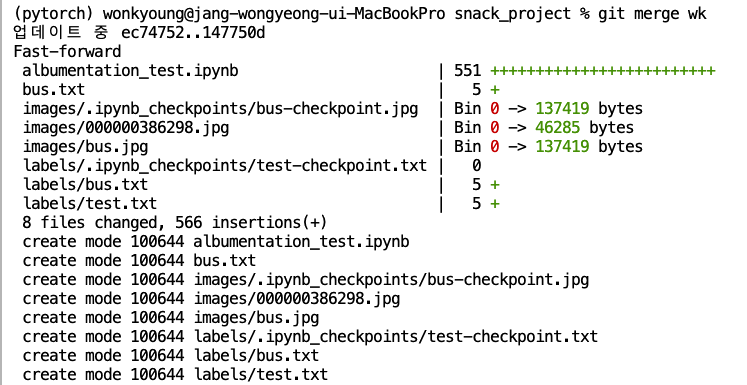 (pytorch) wonkyoung@jang-wongyeong-ui-MacBookPro snack_project % git merge wk
업데이트 중 ec74752..147750d
Fast-forward
 albumentation_test.ipynb                       | 551 +++++++++++++++++++++++++
 bus.txt                                        |   5 +
 images/.ipynb_checkpoints/bus-checkpoint.jpg   | Bin 0 -> 137419 bytes
 images/000000386298.jpg                        | Bin 0 -> 46285 bytes
 images/bus.jpg                                 | Bin 0 -> 137419 bytes
 labels/.ipynb_checkpoints/test-checkpoint.txt  |   0
 labels/bus.txt                                 |   5 +
 labels/test.txt                                |   5 +
 8 files changed, 566 insertions(+)
 create mode 100644 albumentation_test.ipynb
 create mode 100644 bus.txt
 create mode 100644 images/.ipynb_checkpoints/bus-checkpoint.jpg
 create mode 100644 images/000000386298.jpg
 create mode 100644 images/bus.jpg
 create mode 100644 labels/.ipynb_checkpoints/test-checkpoint.txt
 create mode 100644 labels/bus.txt
 create mode 100644 labels/test.txt